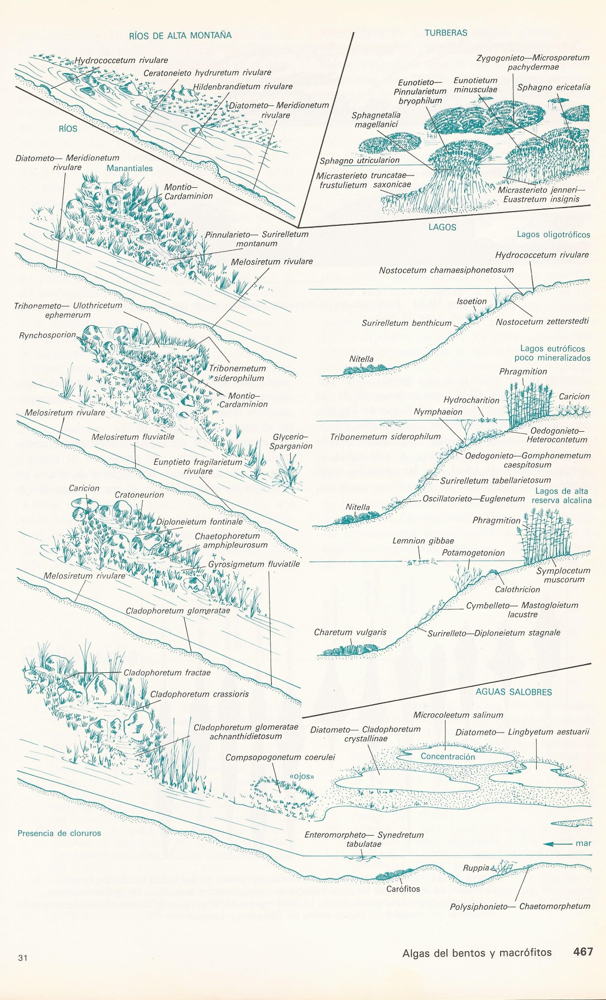 RÍOS DE ALTA MONTAÑA
Hydrococcetum rivulare
Ceratoneieto hydruretum rivulare
Hildenbrandietum rivulare
Diatometo— Meridionetum
rivulare
TURBERAS
Zygogonieto—Microsporetum
pachydermae
Eunotieto—
Pinnularietum
bryophilum
Eunotietum
minusculae
Sphagno ericetalia
Sphagnetalia
magellanici
Sphagno utricularion
Micrasterieto truncatae—
frustulietum saxonicae
Micrasterieto jenneri—
Euastretum insignis
RÍOS
Diatometo— Meridionetum
rivulare
Manantiales
Montio—
Cardaminion
Pinnularieto— Surirelletum
montanum
Melosiretum rivulare
Tribonemeto— Ulothricetum
ephemerum
Rynchosporion
Tribonemetum
siderophilum
Montio—
Cardaminion
Melosiretum rivulare
Melosiretum fluviatile
Glycerio—
Sparganion
Eunotieto fragilarietum
rivulare
Caricion
Cratoneurion
Diploneietum fontinale
Chaetophoretum
amphipleurosum
Gyrosigmetum fluviatile
Melosiretum rivulare
Cladophoretum glomeratae
Cladophoretum fractae
Cladophoretum crassioris
Cladophoretum glomeratae
achnanthidietosum
Compsopogonetum coerulei
«ojos»
Presencia de cloruros
LAGOS
Lagos oligotróficos
Hydrococcetum rivulare
Nostocetum chamaesiphonetosum
Isoetion
Surirelletum benthicum
Nostocetum zetterstedti
Nitella
Lagos eutróficos
poco mineralizados
Phragmition
Hydrocharition
Caricion
Nymphaeion
Tribonemetum siderophilum
Oedogonieto—
Heterocontetum
Oedogonieto—Gomphonemetum
caespitosum
Surirelletum tabellarietosum
Oscillatorieto—Euglenetum
Nitella
Lagos de alta
reserva alcalina
Phragmition
Lemnion gibbae
Potamogetonion
Symplocetum
muscorum
Calothricion
Cymbelleto— Mastogloietum
lacustre
Charetum vulgaris
Surirelleto—Diploneietum stagnale
AGUAS SALOBRES
Microcoleetum salinum
Diatometo— Cladophoretum
crystallinae
Diatometo— Lingbyetum aestuarii
Concentración
Enteromorpheto— Synedretum
tabulatae
mar
Ruppia
Carófitos
Polysiphonieto— Chaetomorphetum
31
Algas del bentos y macrófitos 467